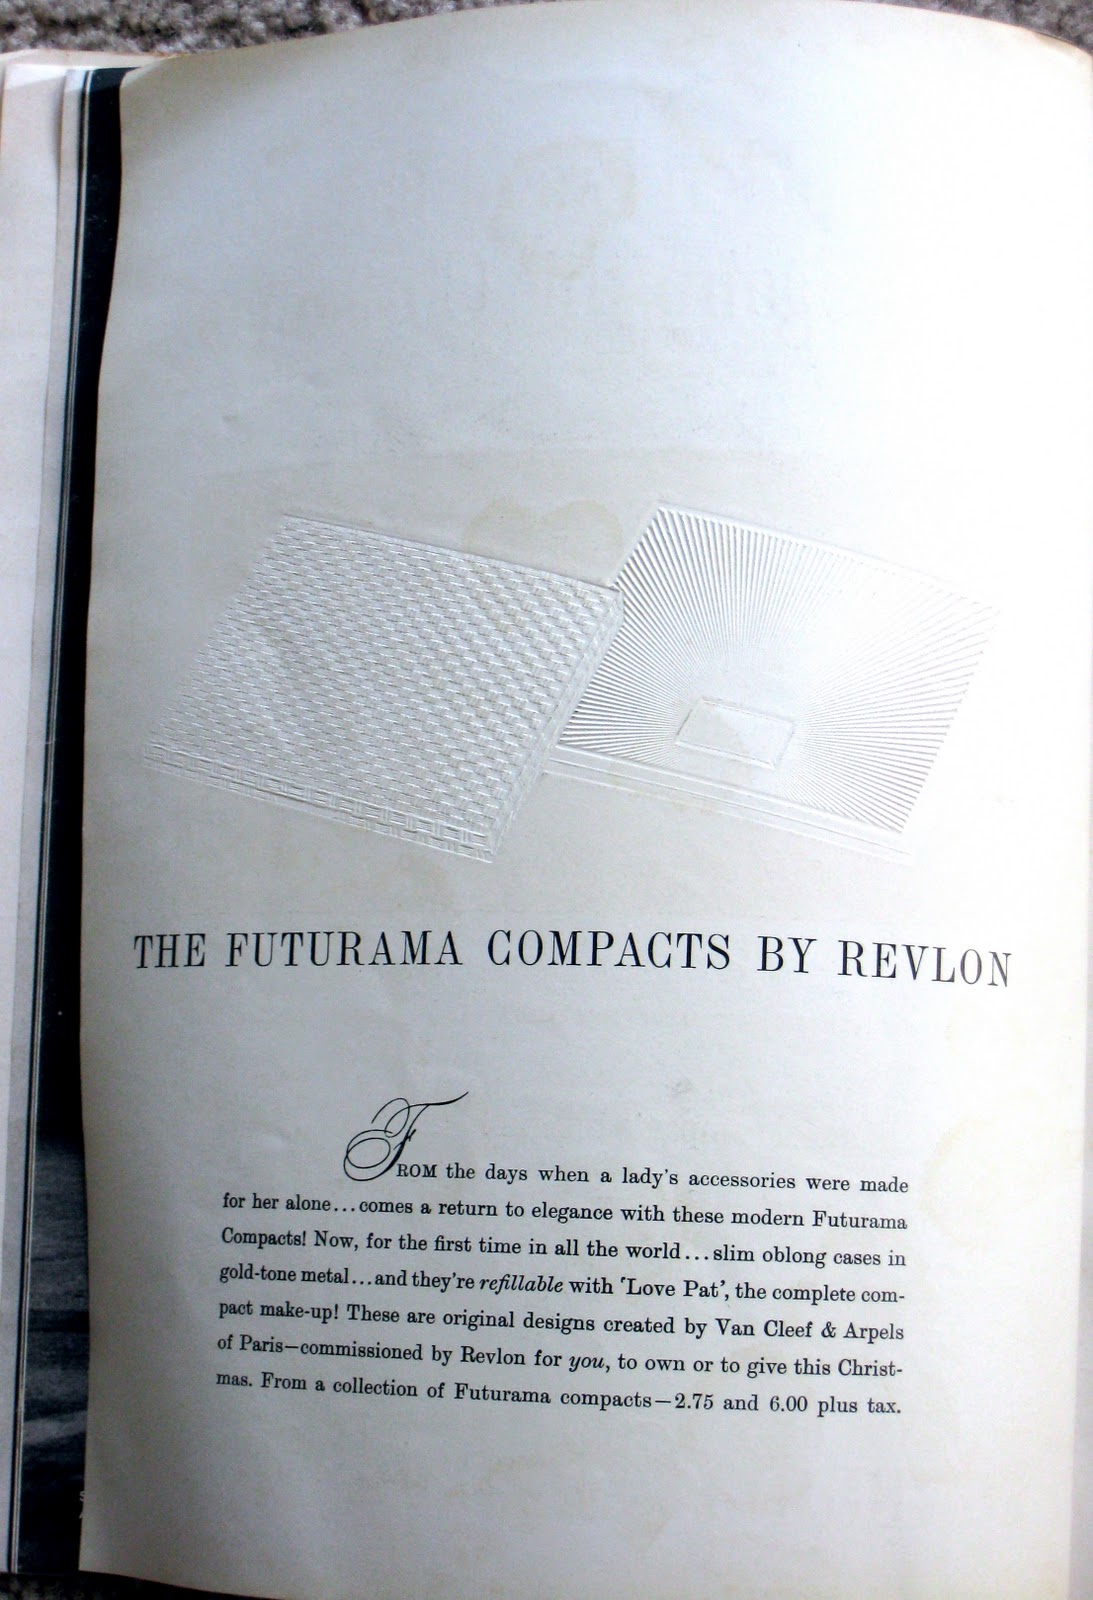 THE FUTURAMA COMPACTS BY REVLON
FROM the days when a lady's accessories were made
for her alone...comes a return to elegance with these modern Futurama
Compacts! Now, for the first time in all the world...slim oblong cases in
gold-tone metal...and they're refillable with 'Love Pat', the complete com-
pact make-up! These are original designs created by Van Cleef & Arpels
of Paris—commissioned by Revlon for you, to own or to give this Christ-
mas. From a collection of Futurama compacts—2.75 and 6.00 plus tax.